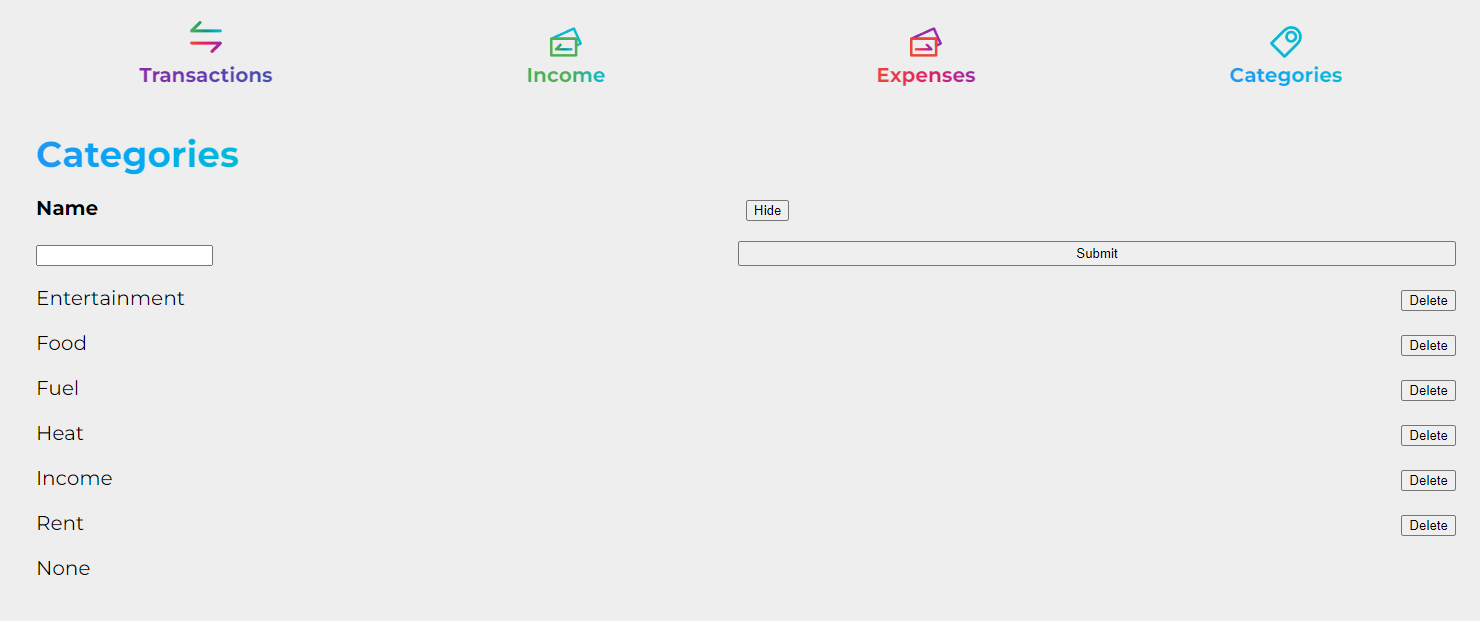 Transactions Income Expenses Categories
Categories
Name Hide
Submit
Entertainment Delete
Food Delete
Fuel Delete
Heat Delete
Income Delete
Rent Delete
None